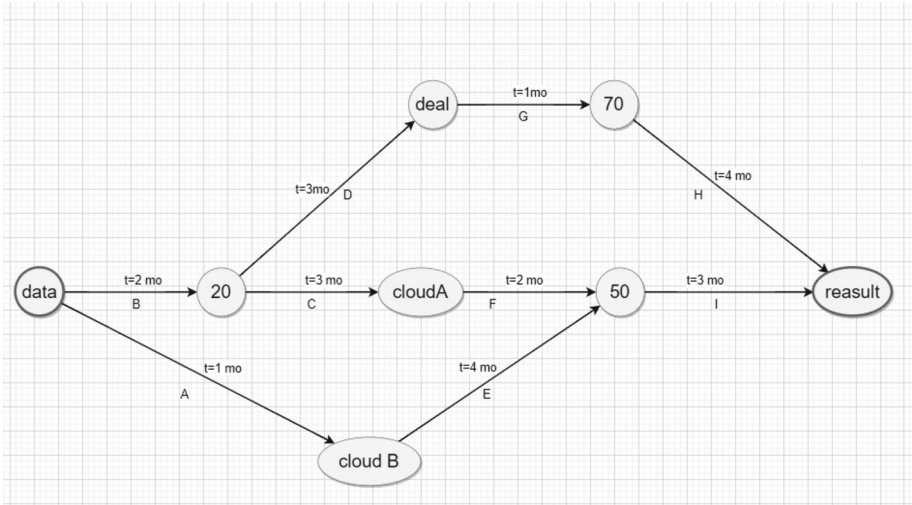 deal
t=1mo
G
70
t=3mo
D
t=4 mo
H
data
t=2 mo
B
20
t=3 mo
C
cloudA
t=2 mo
F
50
t=3 mo
I
reasult
t=1 mo
A
t=4 mo
E
cloud B